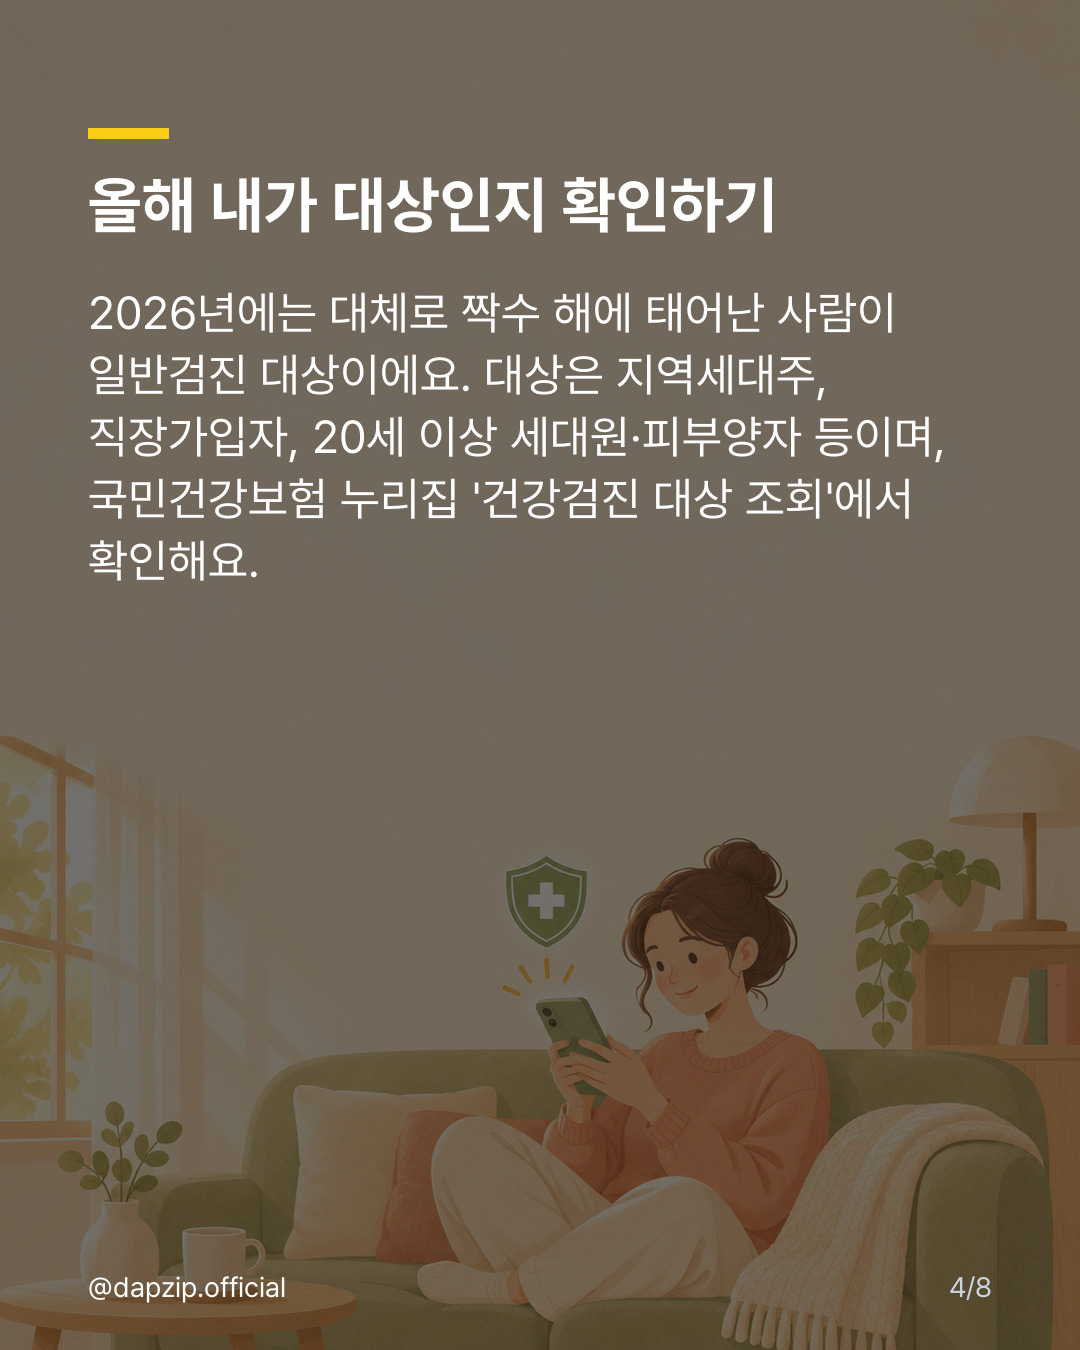 올해 내가 대상인지 확인하기
2026년에는 대체로 짝수 해에 태어난 사람이
일반검진 대상이에요. 대상은 지역세대주,
직장가입자, 20세 이상 세대원·피부양자 등이며,
국민건강보험 누리집 '건강검진 대상 조회'에서
확인해요.
@dapzip.official
4/8